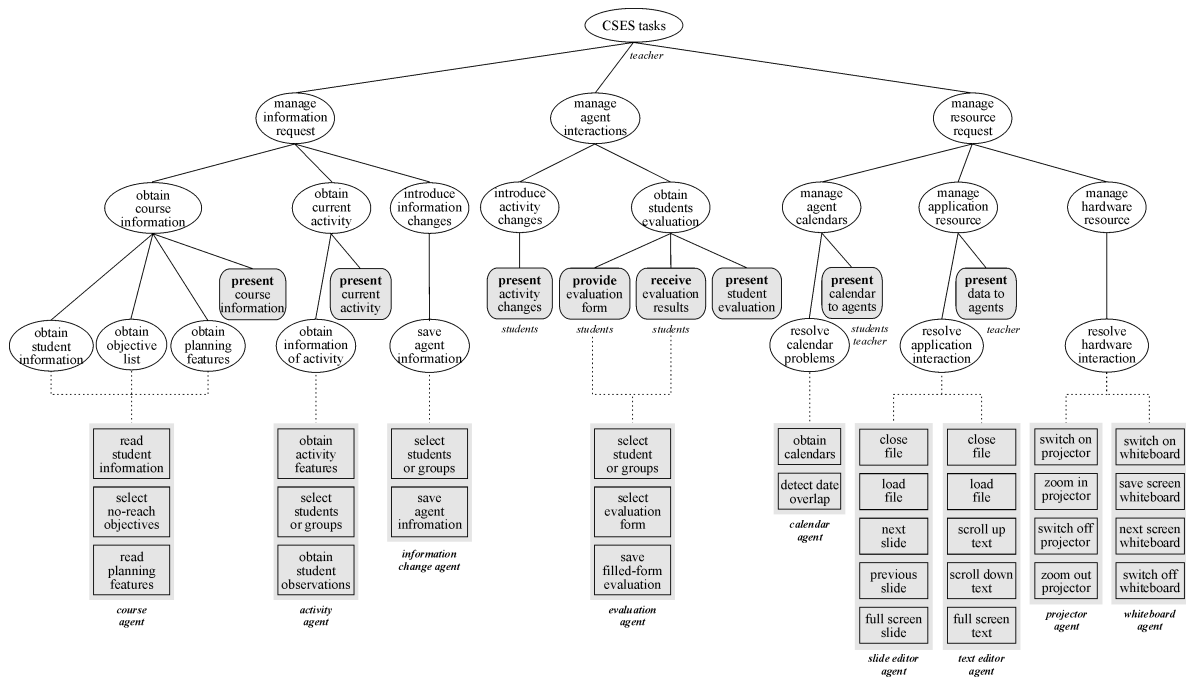 CSES tasks
teacher
manage
information
request
manage
agent
interactions
manage
resource
request
obtain
course
information
obtain
current
activity
introduce
information
changes
introduce
activity
changes
obtain
students
evaluation
manage
agent
calendars
manage
application
resource
manage
hardware
resource
present
course
information
present
current
activity
present
activity
changes
students
provide
evaluation
form
students
receive
evaluation
results
students
present
student
evaluation
present
calendar
to agents
students
teacher
present
data to
agents
teacher
obtain
student
information
obtain
objective
list
obtain
planning
features
obtain
information
of activity
save
agent
information
resolve
calendar
problems
resolve
application
interaction
resolve
hardware
interaction
read
student
information
select
no-reach
objectives
read
planning
features
course
agent
obtain
activity
features
select
students
or groups
obtain
student
observations
activity
agent
select
students
or groups
save
agent
infromation
information
change agent
select
student
or groups
select
evaluation
form
save
filled-form
evaluation
evaluation
agent
obtain
calendars
detect date
overlap
calendar
agent
close
file
load
file
next
slide
previous
slide
full screen
slide
slide editor
agent
close
file
load
file
scroll up
text
scroll down
text
full screen
text
text editor
agent
switch on
projector
zoom in
projector
switch off
projector
zoom out
projector
projector
agent
switch on
whiteboard
save screen
whiteboard
next screen
whiteboard
switch off
whiteboard
whiteboard
agent